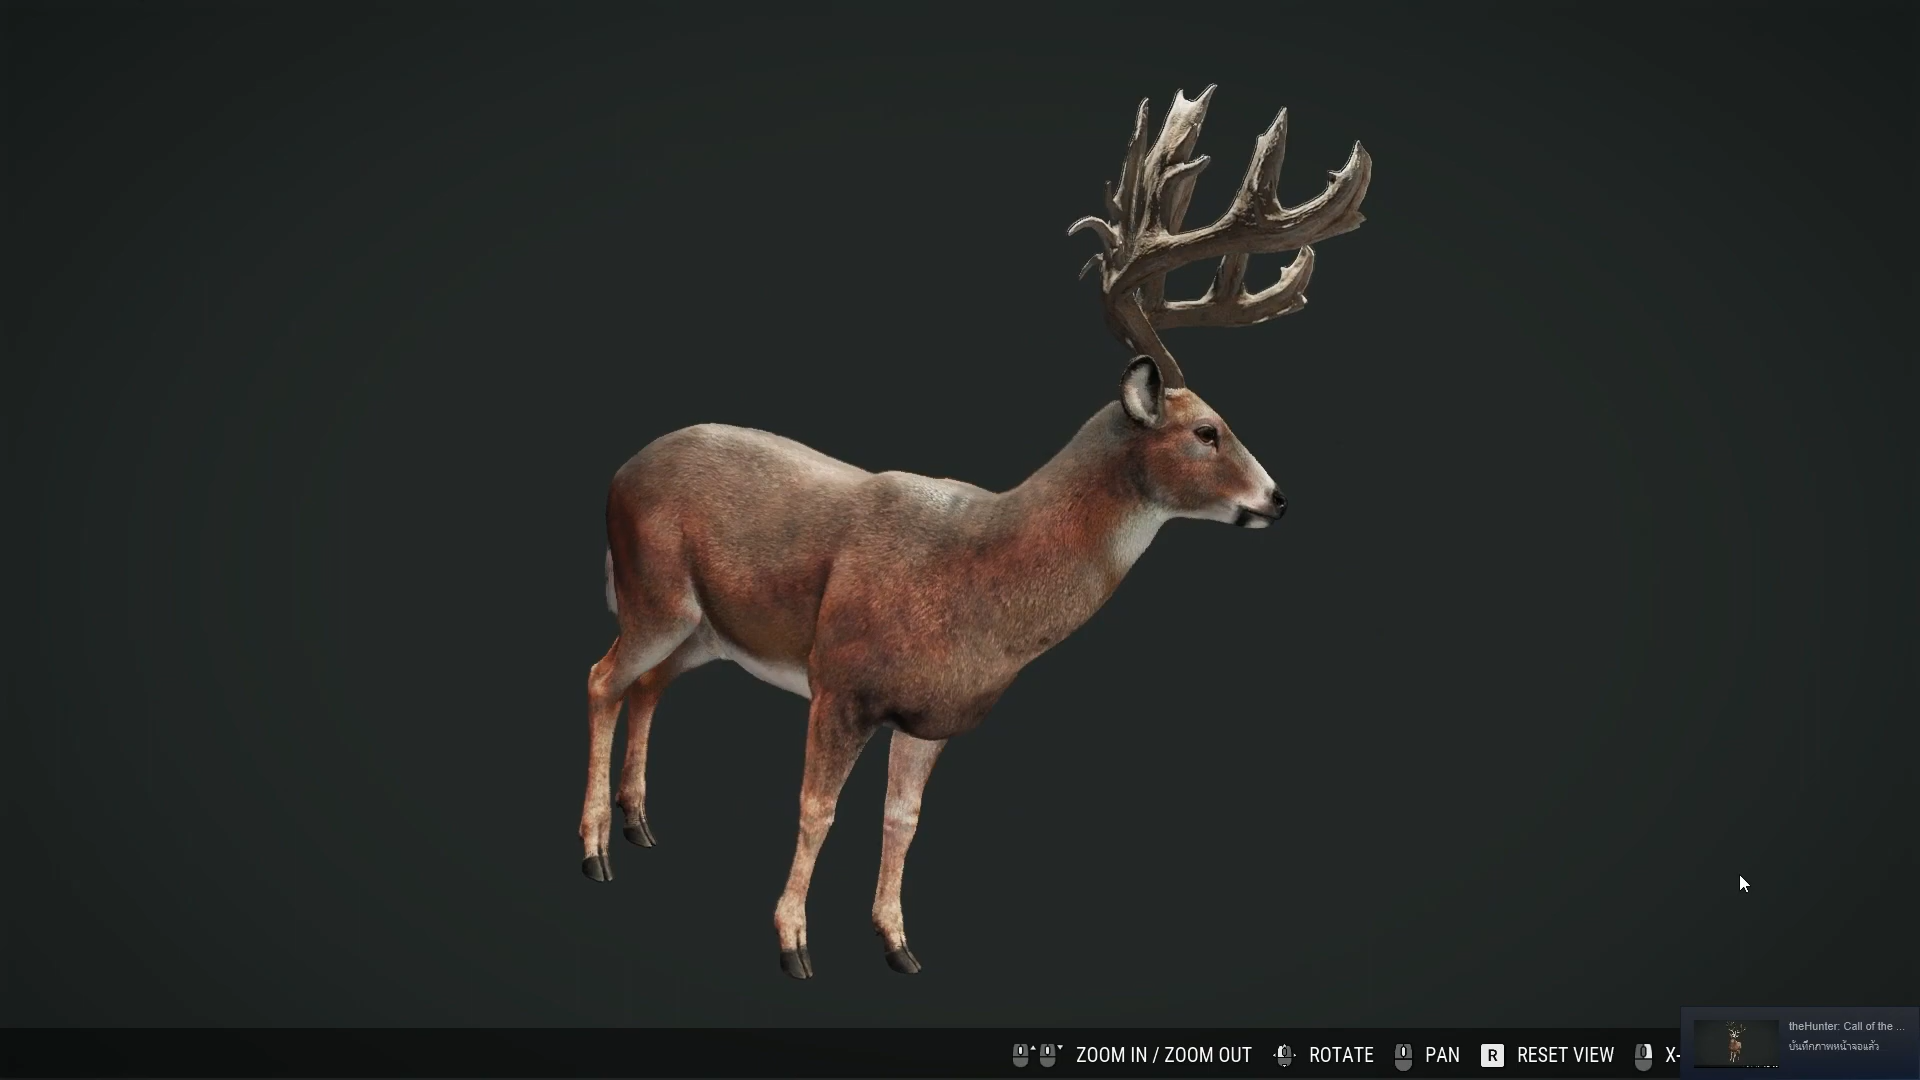 ZOOM IN / ZOOM OUT ROTATE PAN R RESET VIEW X-
theHunter: Call of the ...
บันทึกภาพหน้าจอแล้ว